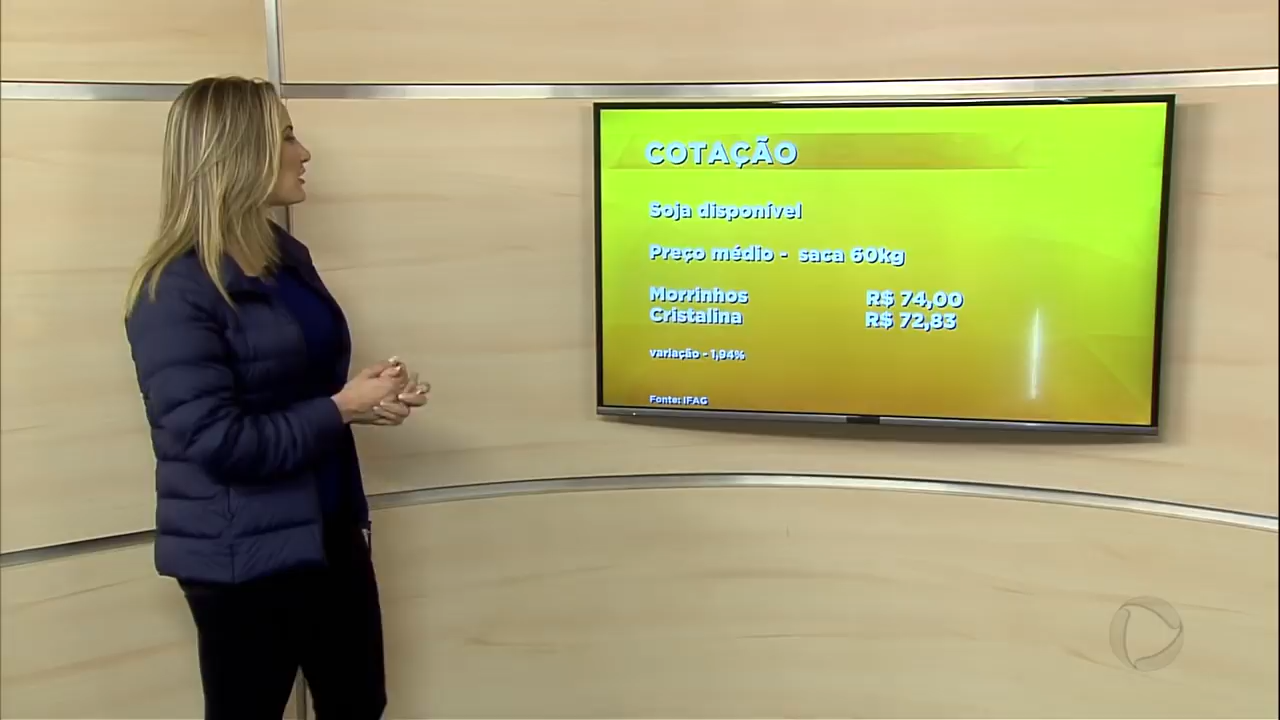 COTAÇÃO
Soja disponível
Preço médio - saca 60kg
Morrinhos R$ 74,00
Cristalina R$ 72,83
variação - 1,94%
Fonte: IFAG